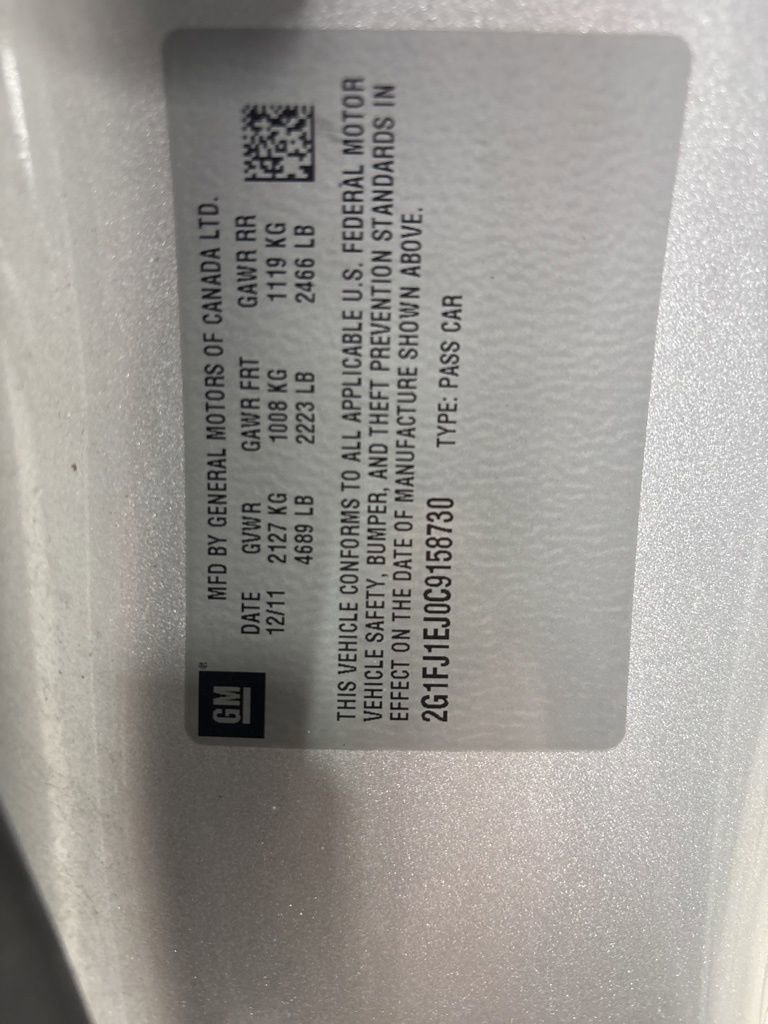 GM®
MFD BY GENERAL MOTORS OF CANADA LTD.
DATE GVWR GAWR FRT GAWR RR
12/11 2127 KG 1008 KG 1119 KG
4689 LB 2223 LB 2466 LB
THIS VEHICLE CONFORMS TO ALL APPLICABLE U.S. FEDERAL MOTOR
VEHICLE SAFETY, BUMPER, AND THEFT PREVENTION STANDARDS IN
EFFECT ON THE DATE OF MANUFACTURE SHOWN ABOVE.
2G1FJ1EJ0C9158730 TYPE: PASS CAR